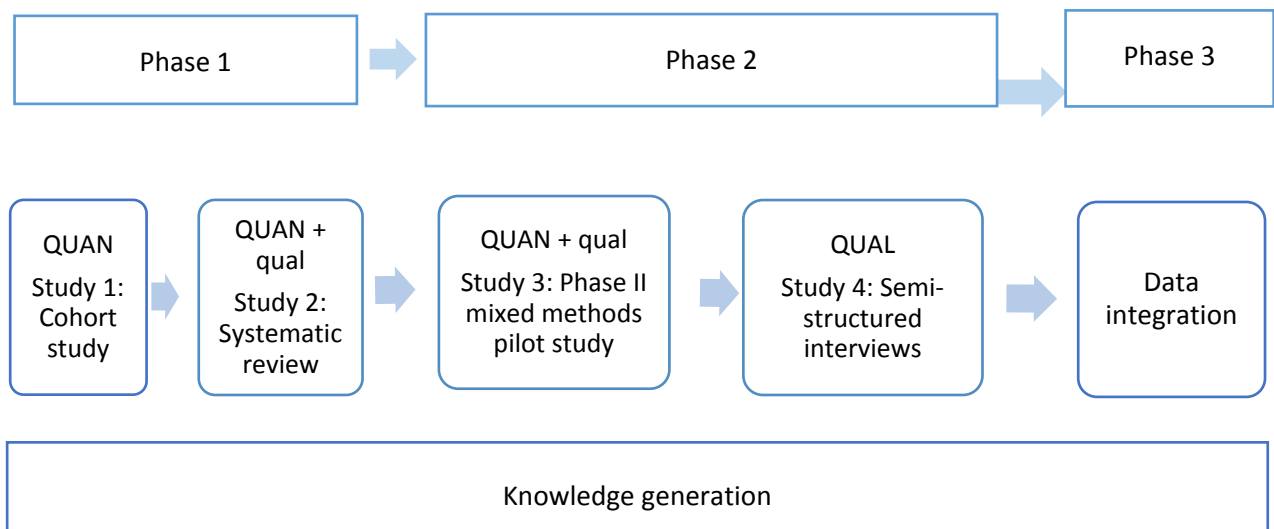 Phase 1
Phase 2
Phase 3
QUAN
Study 1:
Cohort
study
QUAN +
qual
Study 2:
Systematic
review
QUAN + qual
Study 3: Phase II
mixed methods
pilot study
QUAL
Study 4: Semi-
structured
interviews
Data
integration
Knowledge generation